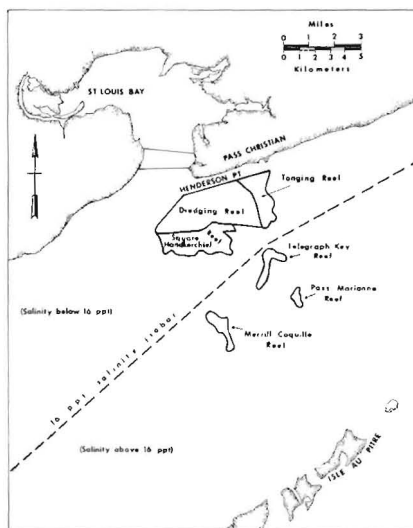 Miles
0 1 2 3
0 1 2 3 4 5
Kilometers
ST LOUIS BAY
PASS CHRISTIAN
HENDERSON PT
Tonging Reef
Dredging Reef
Square
Handkerchief
Reef
Telegraph Key
Reef
Pass Marianne
Reef
(Salinity below 16 ppt)
Merrill Coquille
Reef
16 ppt salinity isobar
(Salinity above 16 ppt)
ISLE AU PITRE